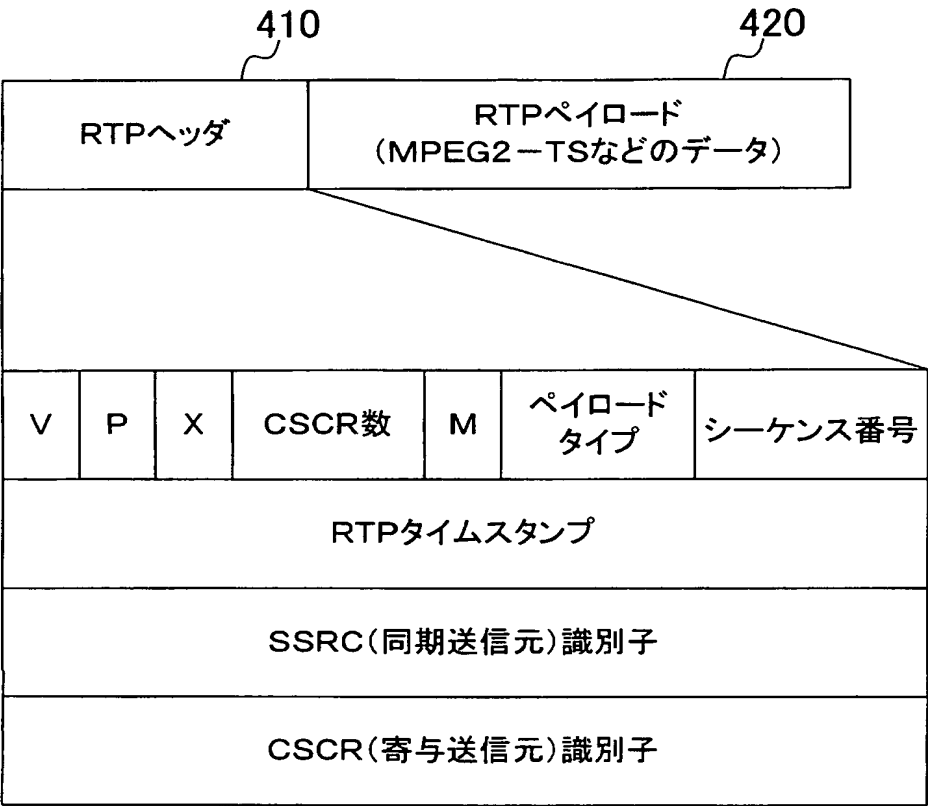 410
420
RTPヘッダ
RTPペイロード
(MPEG2－TSなどのデータ)
V
P
X
CSCR数
M
ペイロード
タイプ
シーケンス番号
RTPタイムスタンプ
SSRC(同期送信元)識別子
CSCR(寄与送信元)識別子